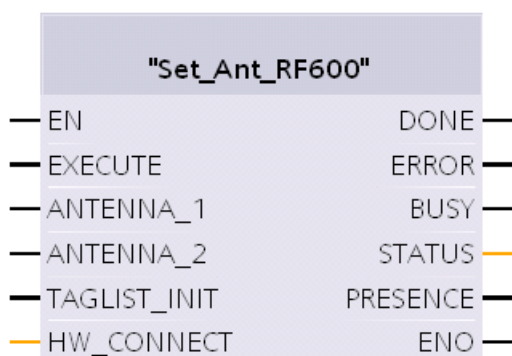 "Set_Ant_RF600"
EN DONE
EXECUTE ERROR
ANTENNA_1 BUSY
ANTENNA_2 STATUS
TAGLIST_INIT PRESENCE
HW_CONNECT ENO